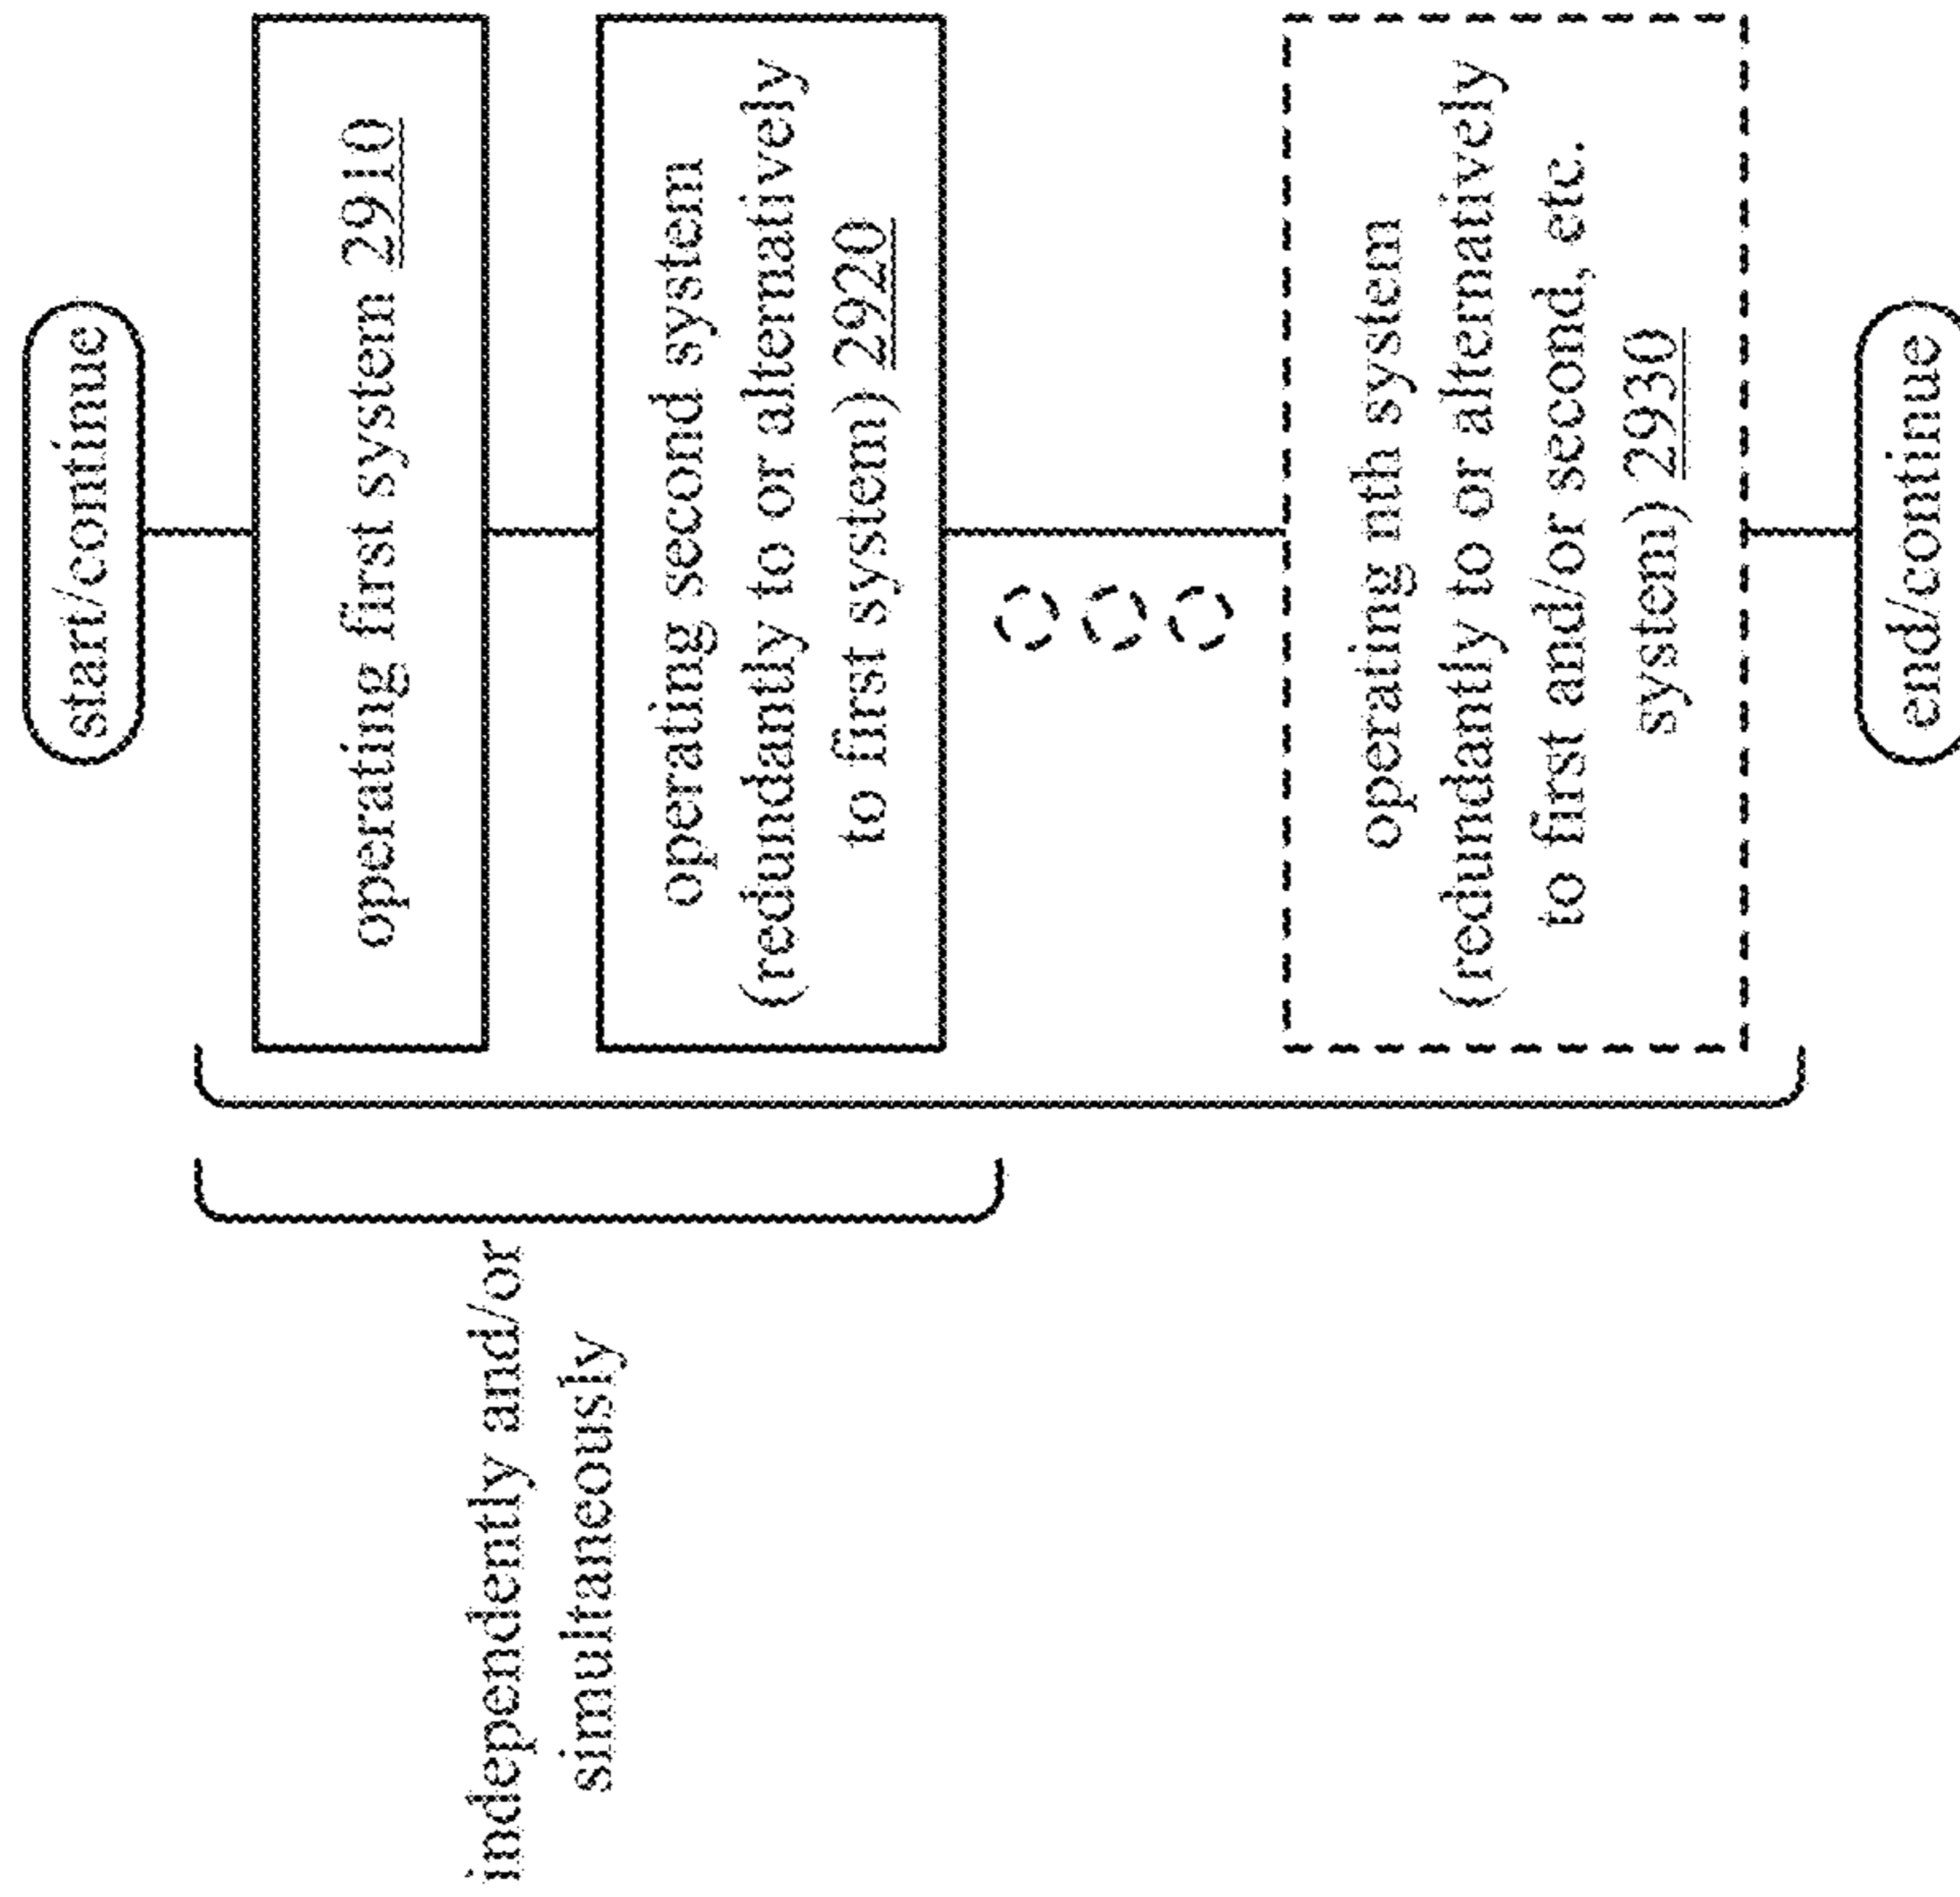 start/continue
operating first system 2910
operating second system
(redundantly to or alternatively
to first system) 2920
operating nth system
(redundantly to or alternatively
to first and/or second, etc.
system) 2930
end/continue
independently and/or
simultaneously